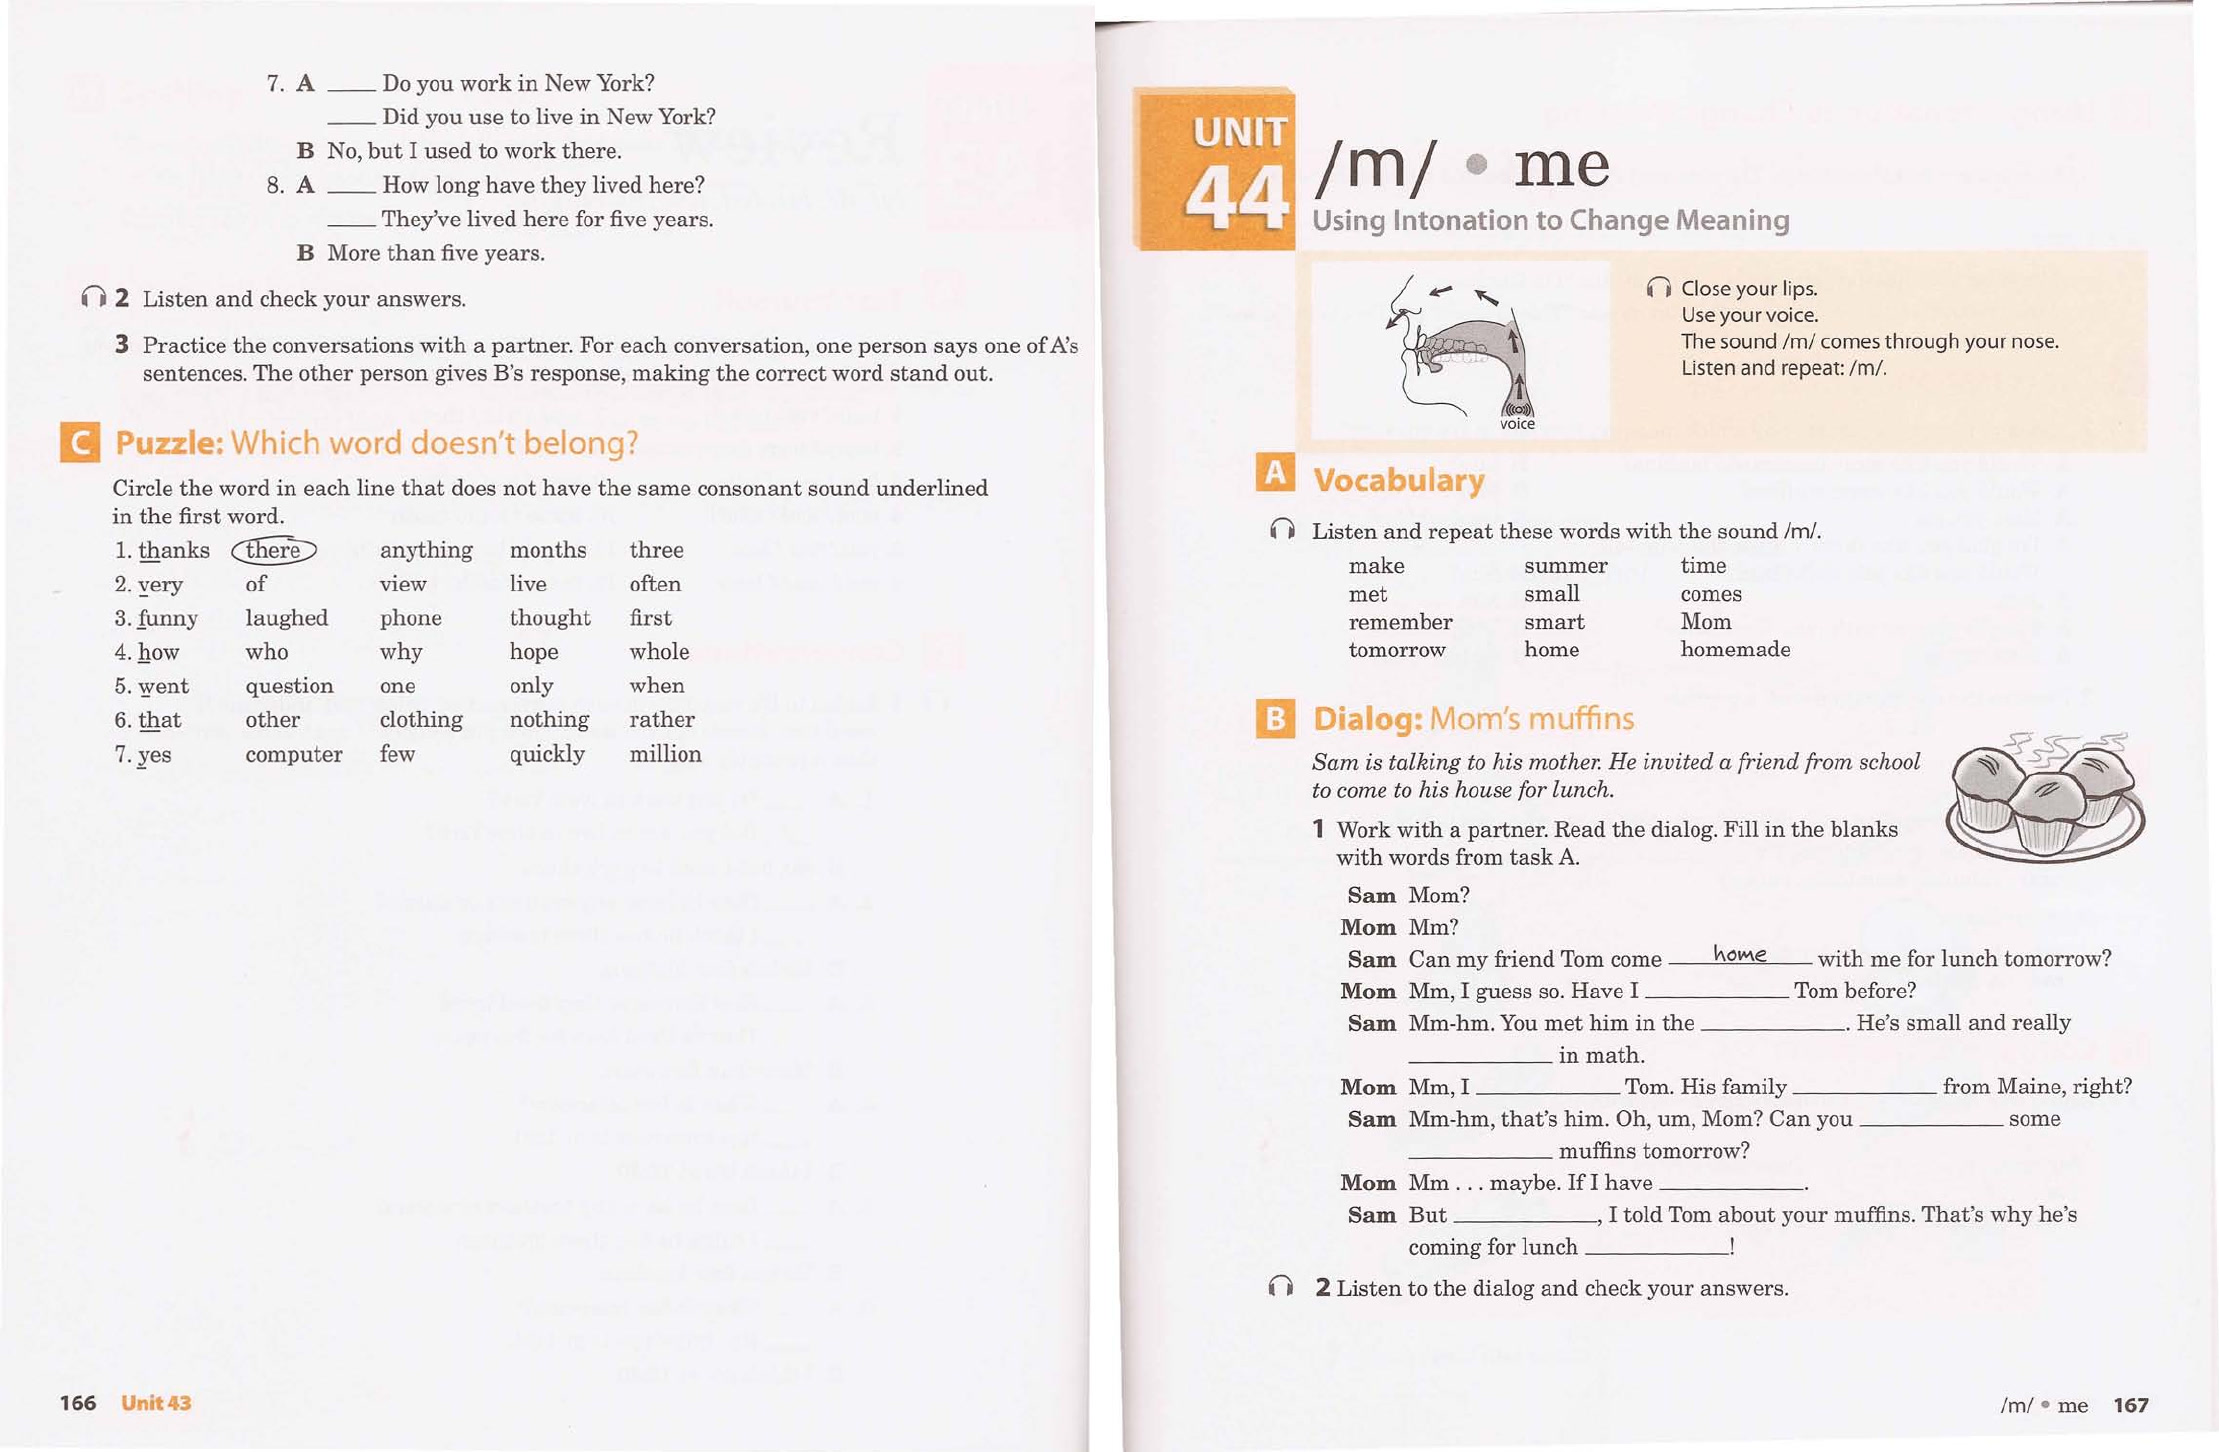 7. A ____ Do you work in New York?
____ Did you use to live in New York?
B No, but I used to work there.
8. A ____ How long have they lived here?
____ They've lived here for five years.
B More than five years.
2 Listen and check your answers.
3 Practice the conversations with a partner. For each conversation, one person says one of A's
sentences. The other person gives B's response, making the correct word stand out.
C Puzzle: Which word doesn't belong?
Circle the word in each line that does not have the same consonant sound underlined
in the first word.
1. thanks there anything months three
2. very of view live often
3. funny laughed phone thought first
4. how who why hope whole
5. went question one only when
6. that other clothing nothing rather
7. yes computer few quickly million
166 Unit 43
UNIT
44
/m/ • me
Using Intonation to Change Meaning
voice
Close your lips.
Use your voice.
The sound /m/ comes through your nose.
Listen and repeat: /m/.
A Vocabulary
Listen and repeat these words with the sound /m/.
make summer time
met small comes
remember smart Mom
tomorrow home homemade
B Dialog: Mom's muffins
Sam is talking to his mother. He invited a friend from school
to come to his house for lunch.
1 Work with a partner. Read the dialog. Fill in the blanks
with words from task A.
Sam Mom?
Mom Mm?
Sam Can my friend Tom come home with me for lunch tomorrow?
Mom Mm, I guess so. Have I ____ Tom before?
Sam Mm-hm. You met him in the ____. He's small and really
____ in math.
Mom Mm, I ____ Tom. His family ____ from Maine, right?
Sam Mm-hm, that's him. Oh, um, Mom? Can you ____ some
____ muffins tomorrow?
Mom Mm . . . maybe. If I have ____.
Sam But ____, I told Tom about your muffins. That's why he's
coming for lunch ____!
2 Listen to the dialog and check your answers.
/m/ • me 167